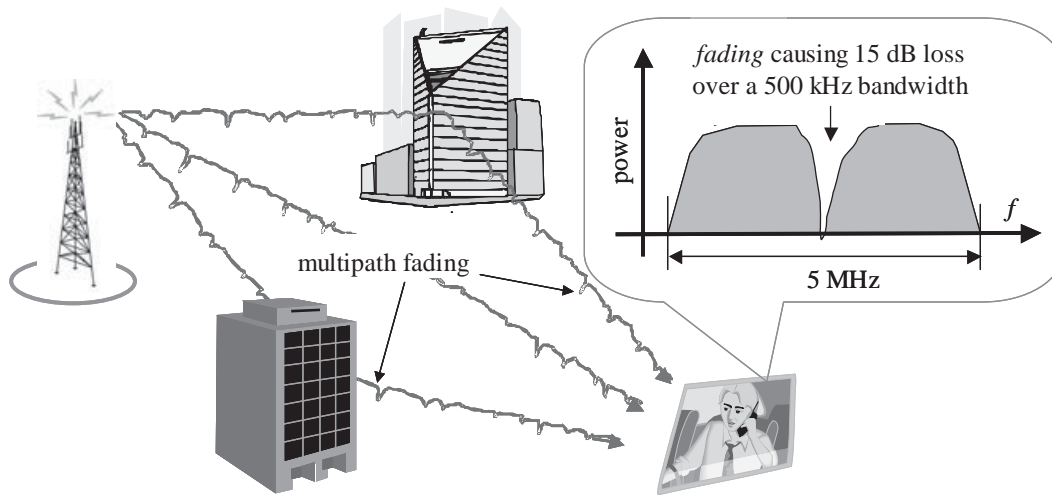 fading causing 15 dB loss
over a 500 kHz bandwidth
power
f
5 MHz
multipath fading